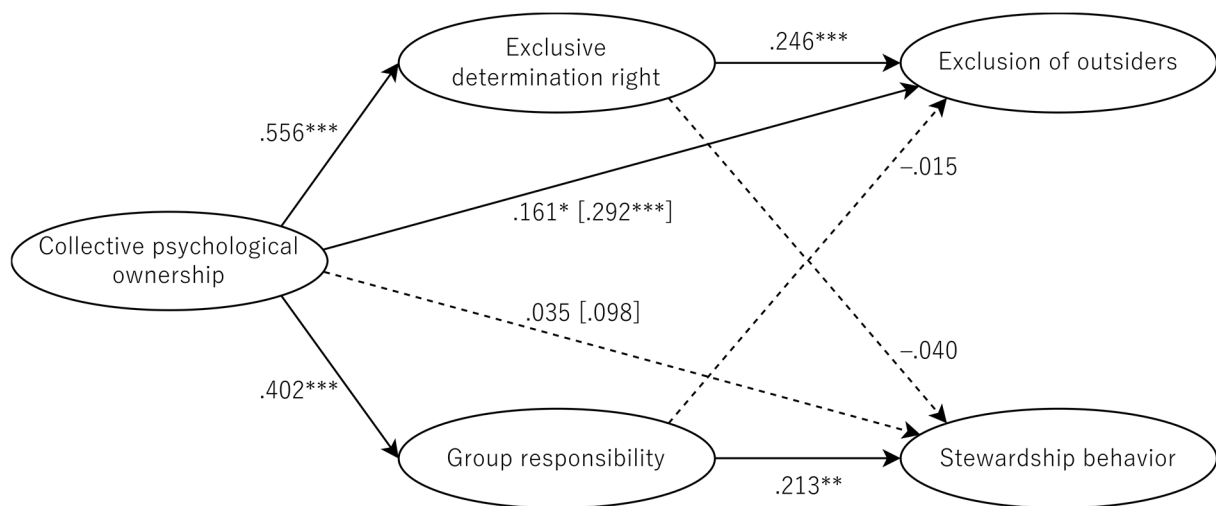 Exclusive
determination right
.246***
Exclusion of outsiders
.556***
–.015
.161* [.292***]
Collective psychological
ownership
.035 [.098]
–.040
.402***
Group responsibility
.213**
Stewardship behavior